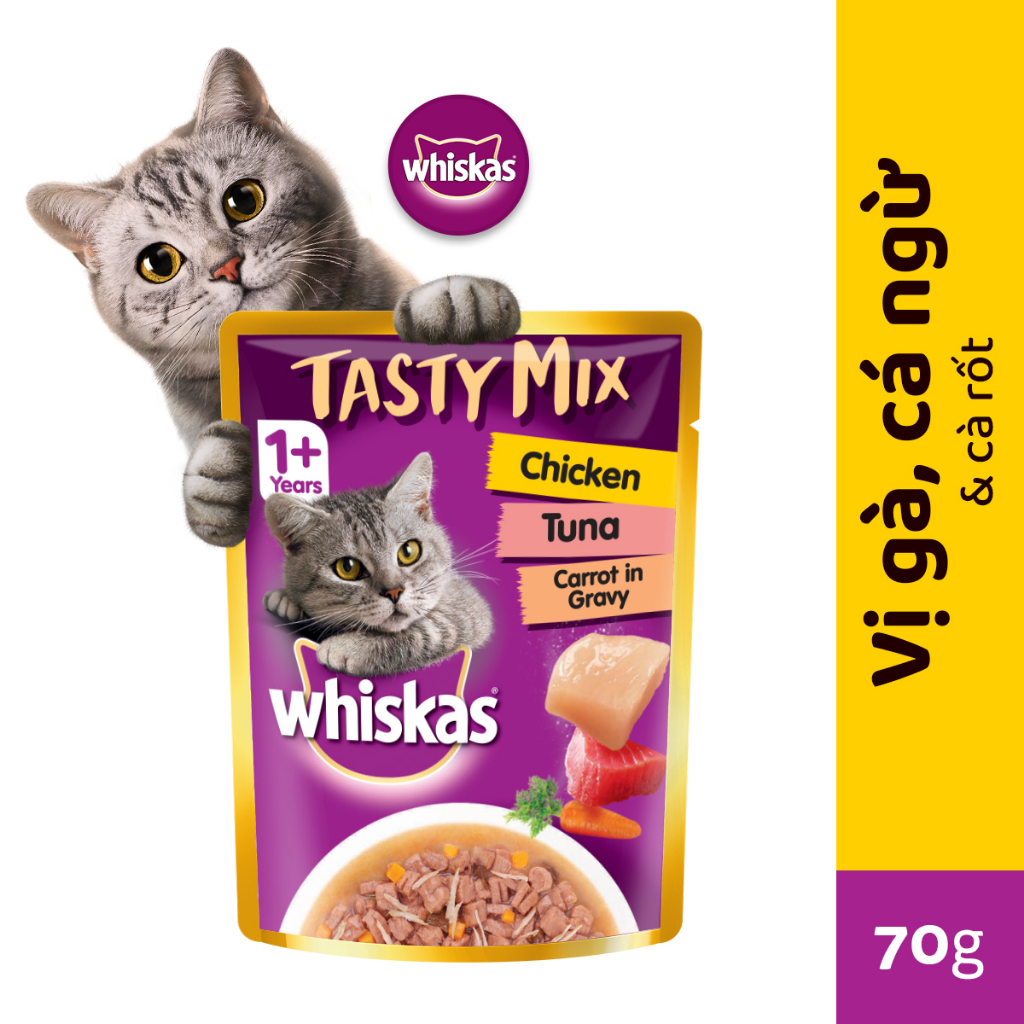 whiskas®
TASTY MIX
1+
Years
Chicken
Tuna
Carrot in
Gravy
whiskas®
Vị gà, cá ngừ
& cà rốt
70g